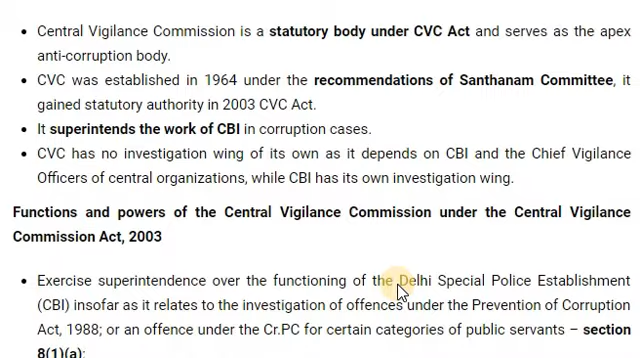 • Central Vigilance Commission is a statutory body under CVC Act and serves as the apex
anti-corruption body.
• CVC was established in 1964 under the recommendations of Santhanam Committee, it
gained statutory authority in 2003 CVC Act.
• It superintends the work of CBI in corruption cases.
• CVC has no investigation wing of its own as it depends on CBI and the Chief Vigilance
Officers of central organizations, while CBI has its own investigation wing.
Functions and powers of the Central Vigilance Commission under the Central Vigilance
Commission Act, 2003
• Exercise superintendence over the functioning of the Delhi Special Police Establishment
(CBI) insofar as it relates to the investigation of offences under the Prevention of Corruption
Act, 1988; or an offence under the Cr.PC for certain categories of public servants – section
8(1)(a);